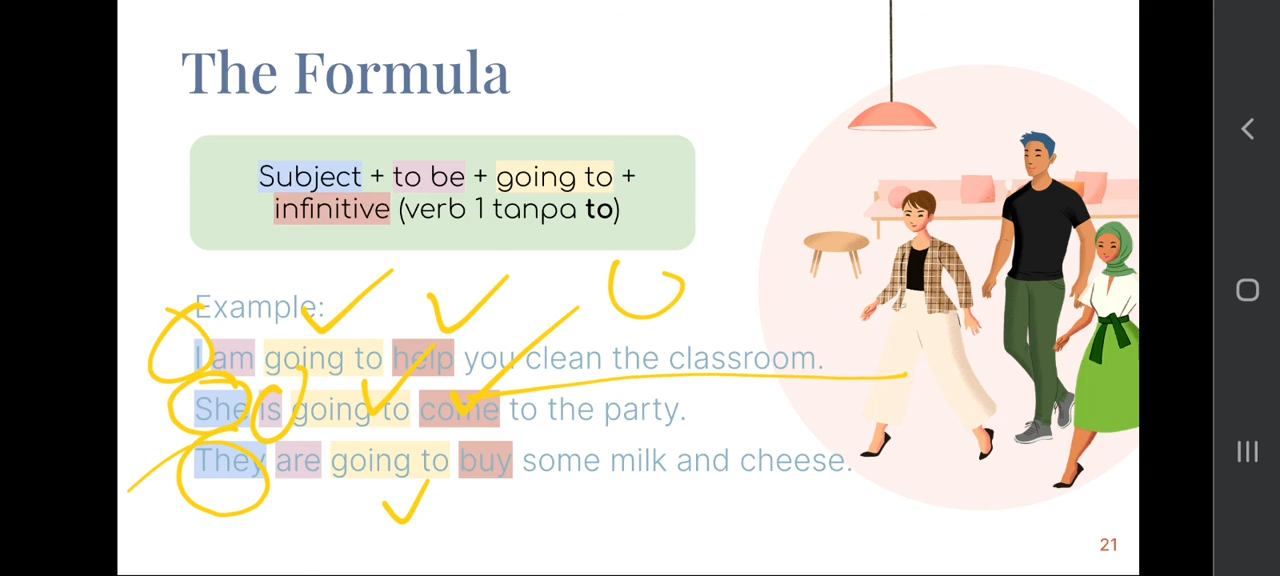 The Formula
Subject + to be + going to +
infinitive (verb 1 tanpa to)
Example:
I am going to help you clean the classroom.
She is going to come to the party.
They are going to buy some milk and cheese.
21